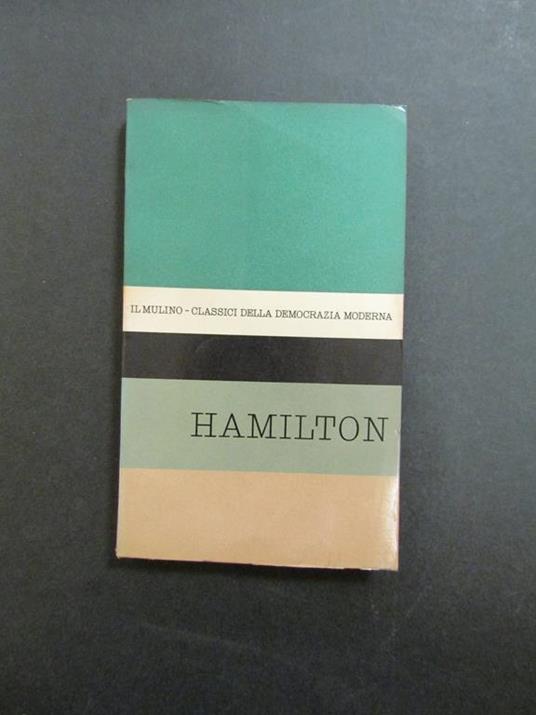 IL MULINO - CLASSICI DELLA DEMOCRAZIA MODERNA
HAMILTON